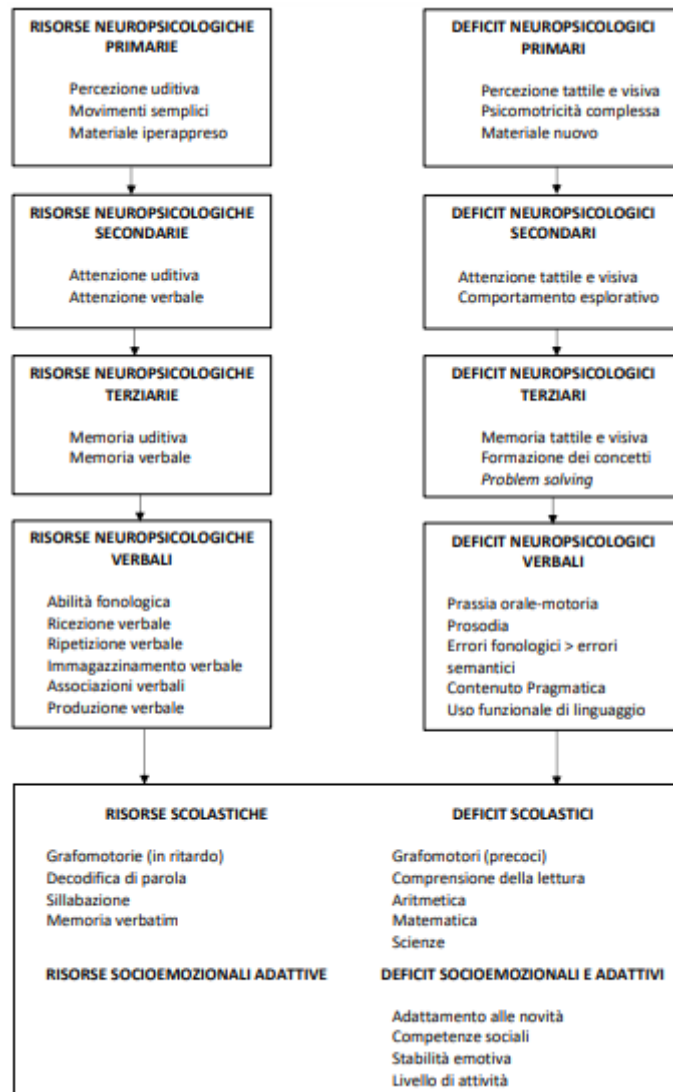 RISORSE NEUROPSICOLOGICHE
PRIMARIE
Percezione uditiva
Movimenti semplici
Materiale iperappreso
DEFICIT NEUROPSICOLOGICI
PRIMARI
Percezione tattile e visiva
Psicomotricità complessa
Materiale nuovo
RISORSE NEUROPSICOLOGICHE
SECONDARIE
Attenzione uditiva
Attenzione verbale
DEFICIT NEUROPSICOLOGICI
SECONDARI
Attenzione tattile e visiva
Comportamento esplorativo
RISORSE NEUROPSICOLOGICHE
TERZIARIE
Memoria uditiva
Memoria verbale
DEFICIT NEUROPSICOLOGICI
TERZIARI
Memoria tattile e visiva
Formazione dei concetti
Problem solving
RISORSE NEUROPSICOLOGICHE
VERBALI
Abilità fonologica
Ricezione verbale
Ripetizione verbale
Immagazzinamento verbale
Associazioni verbali
Produzione verbale
DEFICIT NEUROPSICOLOGICI
VERBALI
Prassia orale-motoria
Prosodia
Errori fonologici > errori
semantici
Contenuto Pragmatica
Uso funzionale di linguaggio
RISORSE SCOLASTICHE
Grafomotorie (in ritardo)
Decodifica di parola
Sillabazione
Memoria verbatim
DEFICIT SCOLASTICI
Grafomotori (precoci)
Comprensione della lettura
Aritmetica
Matematica
Scienze
RISORSE SOCIOEMOZIONALI ADATTIVE
DEFICIT SOCIOEMOZIONALI E ADATTIVI
Adattamento alle novità
Competenze sociali
Stabilità emotiva
Livello di attività